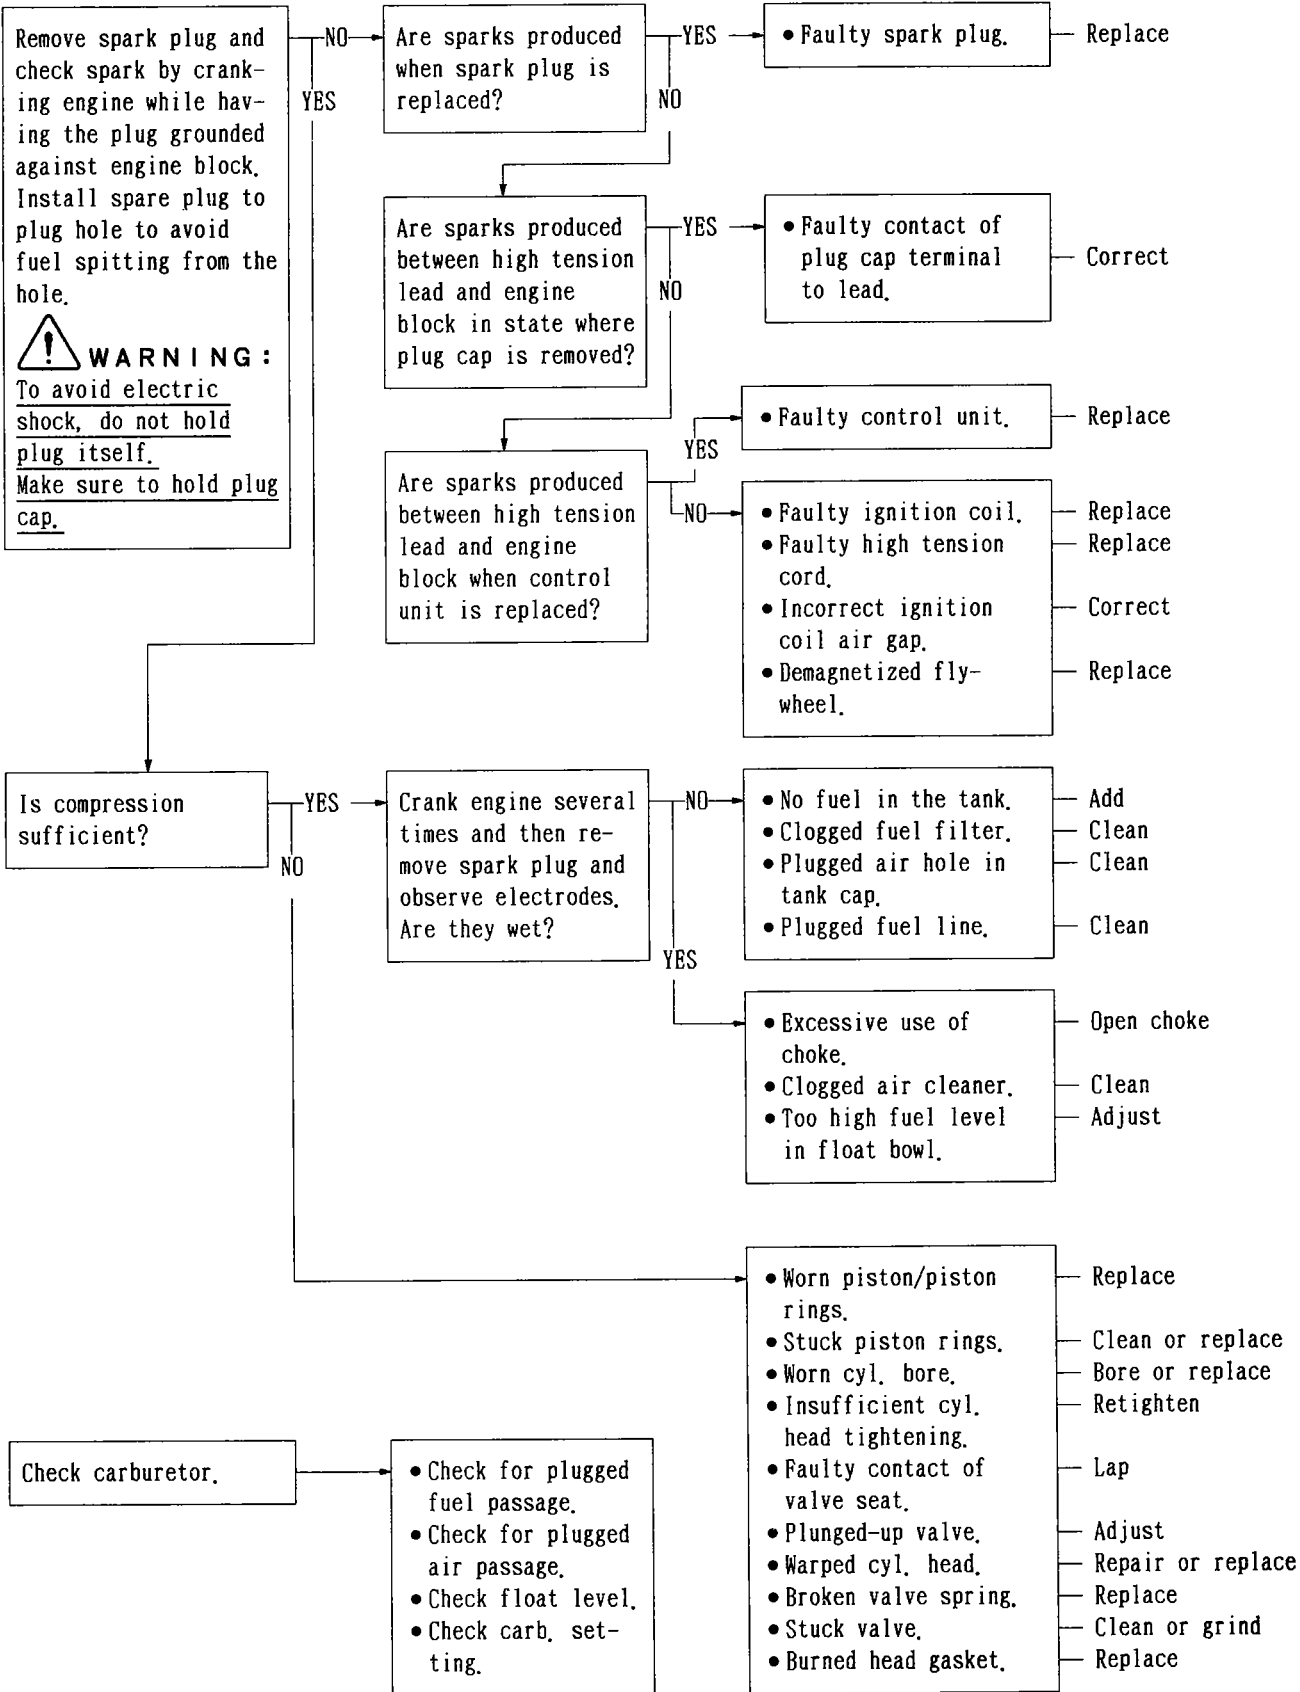 Remove spark plug and
check spark by crank-
ing engine while hav-
ing the plug grounded
against engine block.
Install spare plug to
plug hole to avoid
fuel spitting from the
hole.
WARNING:
To avoid electric
shock, do not hold
plug itself.
Make sure to hold plug
cap.
NO
YES
Are sparks produced
when spark plug is
replaced?
YES
NO
• Faulty spark plug.
Replace
Are sparks produced
between high tension
lead and engine
block in state where
plug cap is removed?
YES
NO
• Faulty contact of
plug cap terminal
to lead.
Correct
Are sparks produced
between high tension
lead and engine
block when control
unit is replaced?
YES
NO
• Faulty control unit.
Replace
• Faulty ignition coil.
Replace
• Faulty high tension
cord.
Replace
• Incorrect ignition
coil air gap.
Correct
• Demagnetized fly-
wheel.
Replace
Is compression
sufficient?
YES
NO
Crank engine several
times and then re-
move spark plug and
observe electrodes.
Are they wet?
NO
YES
• No fuel in the tank.
Add
• Clogged fuel filter.
Clean
• Plugged air hole in
tank cap.
Clean
• Plugged fuel line.
Clean
• Excessive use of
choke.
Open choke
• Clogged air cleaner.
Clean
• Too high fuel level
in float bowl.
Adjust
• Worn piston/piston
rings.
Replace
• Stuck piston rings.
Clean or replace
• Worn cyl. bore.
Bore or replace
• Insufficient cyl.
head tightening.
Retighten
• Faulty contact of
valve seat.
Lap
• Plunged-up valve.
Adjust
• Warped cyl. head.
Repair or replace
• Broken valve spring.
Replace
• Stuck valve.
Clean or grind
• Burned head gasket.
Replace
Check carburetor.
• Check for plugged
fuel passage.
• Check for plugged
air passage.
• Check float level.
• Check carb. set-
ting.